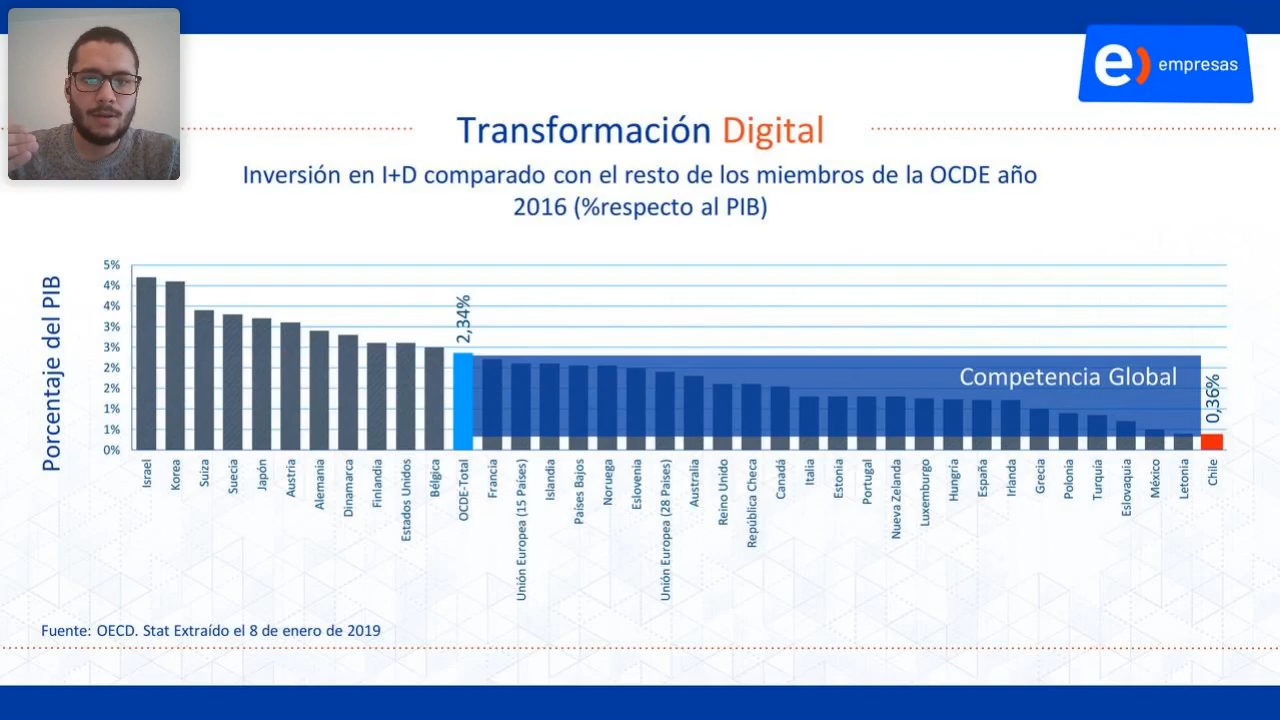 e) empresas
Transformación Digital
Inversión en I+D comparado con el resto de los miembros de la OCDE año
2016 (%respecto al PIB)
Porcentaje del PIB
5%
4%
4%
3%
3%
2%
2%
1%
1%
0%
2,34%
Competencia Global
0,36%
Israel
Korea
Suiza
Suecia
Japón
Austria
Alemania
Dinamarca
Finlandia
Estados Unidos
Bélgica
OCDE-Total
Francia
Unión Europea (15 Países)
Islandia
Países Bajos
Noruega
Eslovenia
Unión Europea (28 Países)
Australia
Reino Unido
República Checa
Canadá
Italia
Estonia
Portugal
Nueva Zelanda
Luxemburgo
Hungría
España
Irlanda
Grecia
Polonia
Turquía
Eslovaquia
México
Letonia
Chile
Fuente: OECD. Stat Extraído el 8 de enero de 2019